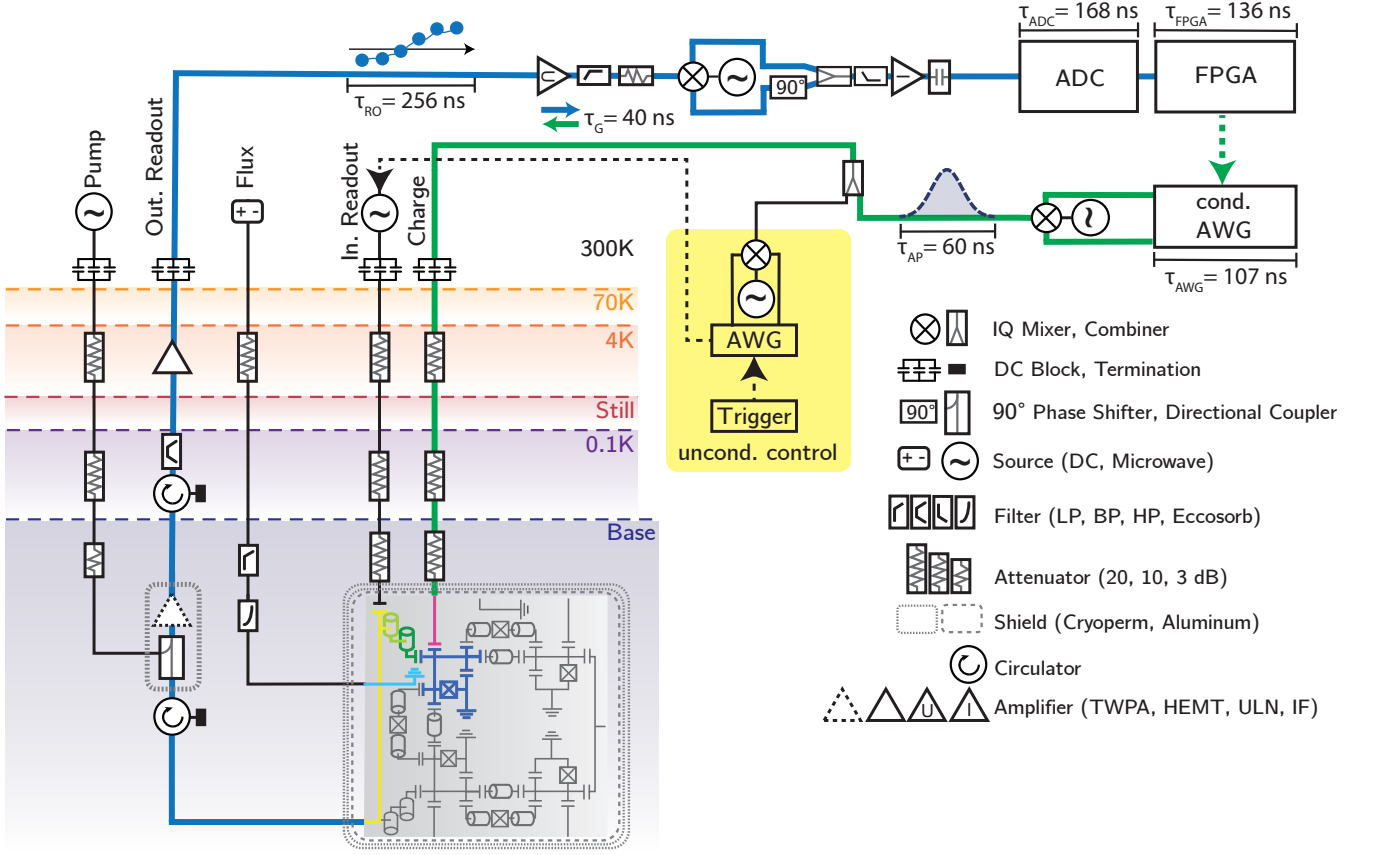 τADC= 168 ns
τFPGA= 136 ns
ADC
FPGA
τRO= 256 ns
90°
τG= 40 ns
U
I
Pump
Out. Readout
Flux
In. Readout
Charge
300K
τAP= 60 ns
cond.
AWG
τAWG= 107 ns
70K
4K
Still
0.1K
Base
AWG
Trigger
uncond. control
IQ Mixer, Combiner
DC Block, Termination
90°
90° Phase Shifter, Directional Coupler
+ -
Source (DC, Microwave)
Filter (LP, BP, HP, Eccosorb)
Attenuator (20, 10, 3 dB)
Shield (Cryoperm, Aluminum)
Circulator
U
I
Amplifier (TWPA, HEMT, ULN, IF)